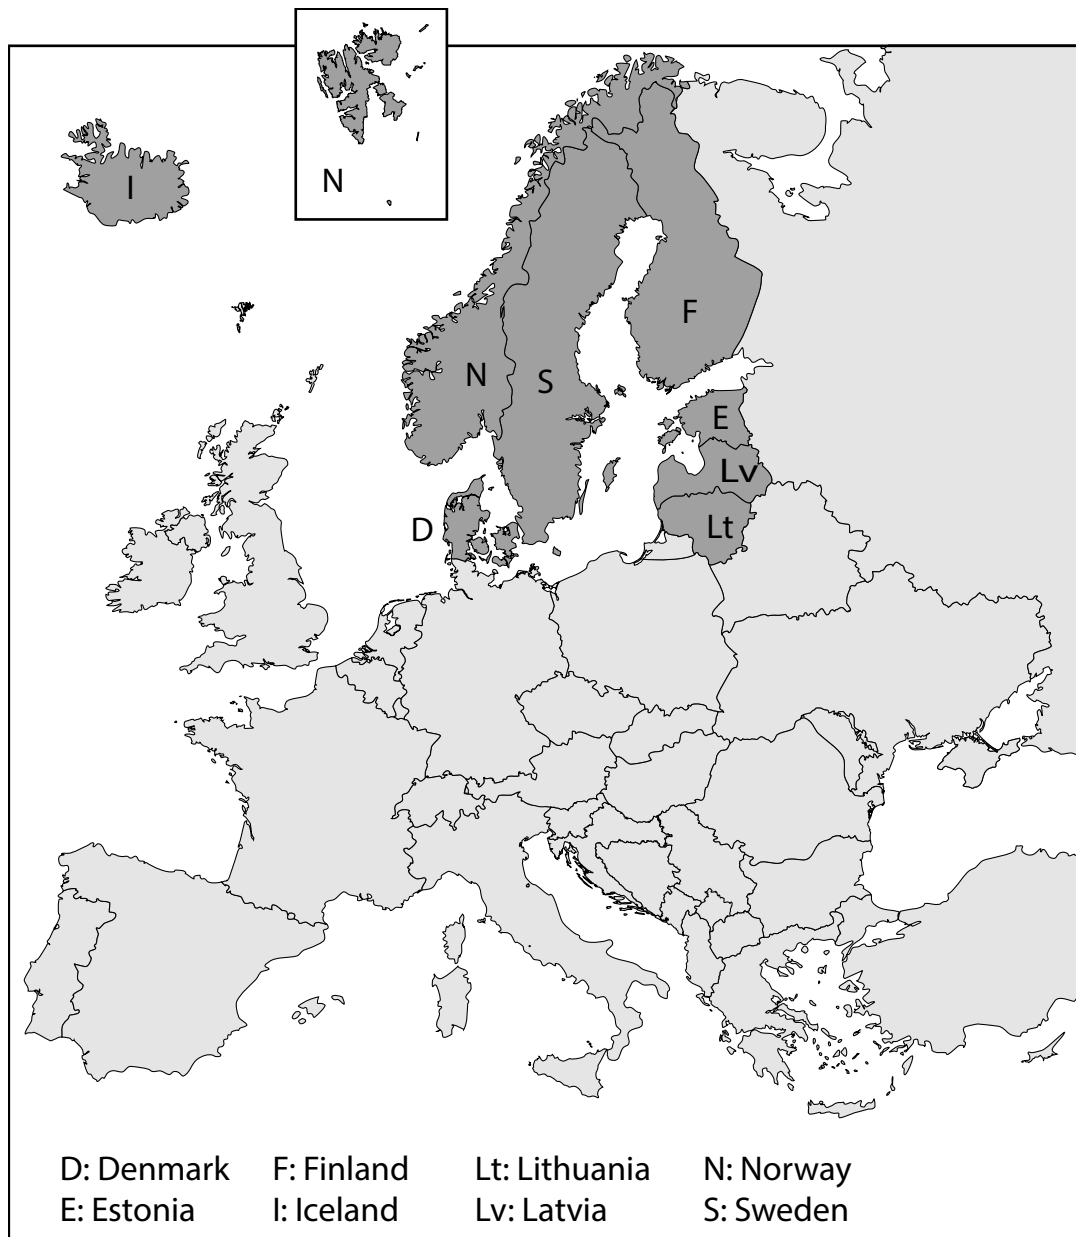 N
I
F
N
S
E
Lv
D
Lt
D: Denmark F: Finland Lt: Lithuania N: Norway
E: Estonia I: Iceland Lv: Latvia S: Sweden